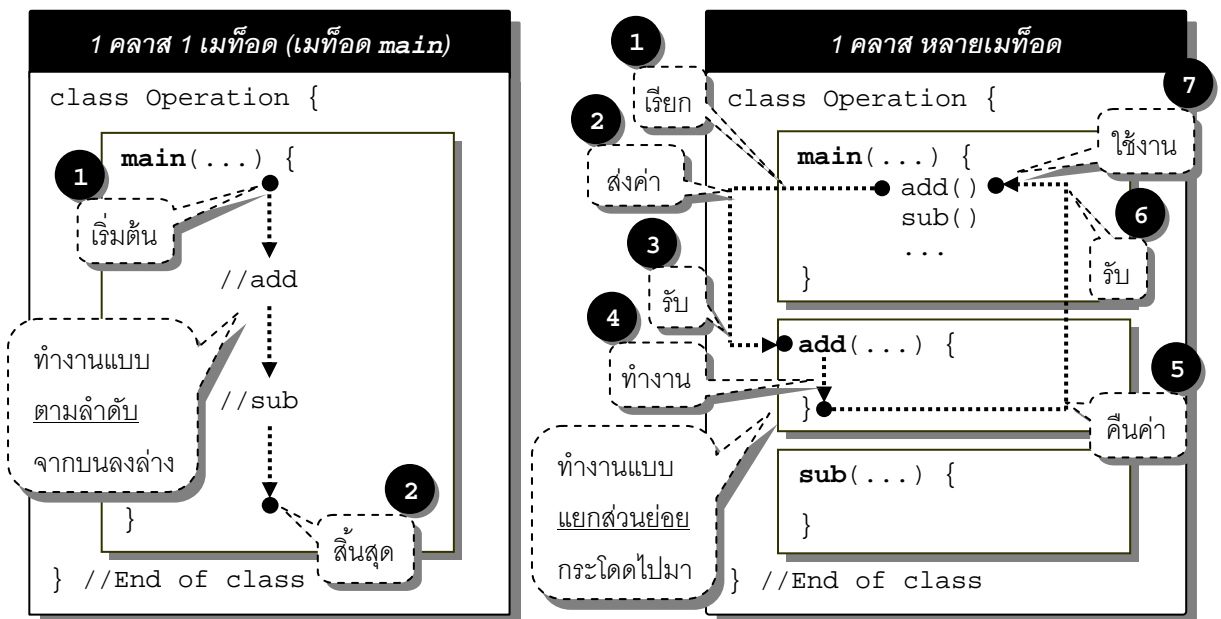 1 คลาส 1 เมท็อด (เมท็อด main)
class Operation {
main(...) {
1
เริ่มต้น
//add
ทำงานแบบ
ตามลำดับ
จากบนลงล่าง
//sub
2
สิ้นสุด
}
} //End of class
1 คลาส หลายเมท็อด
1
เรียก
class Operation {
7
ใช้งาน
2
ส่งค่า
main(...) {
add()
sub()
...
}
6
รับ
3
รับ
4
ทำงาน
add(...) {
}
5
คืนค่า
ทำงานแบบ
แยกส่วนย่อย
กระโดดไปมา
sub(...) {
}
} //End of class